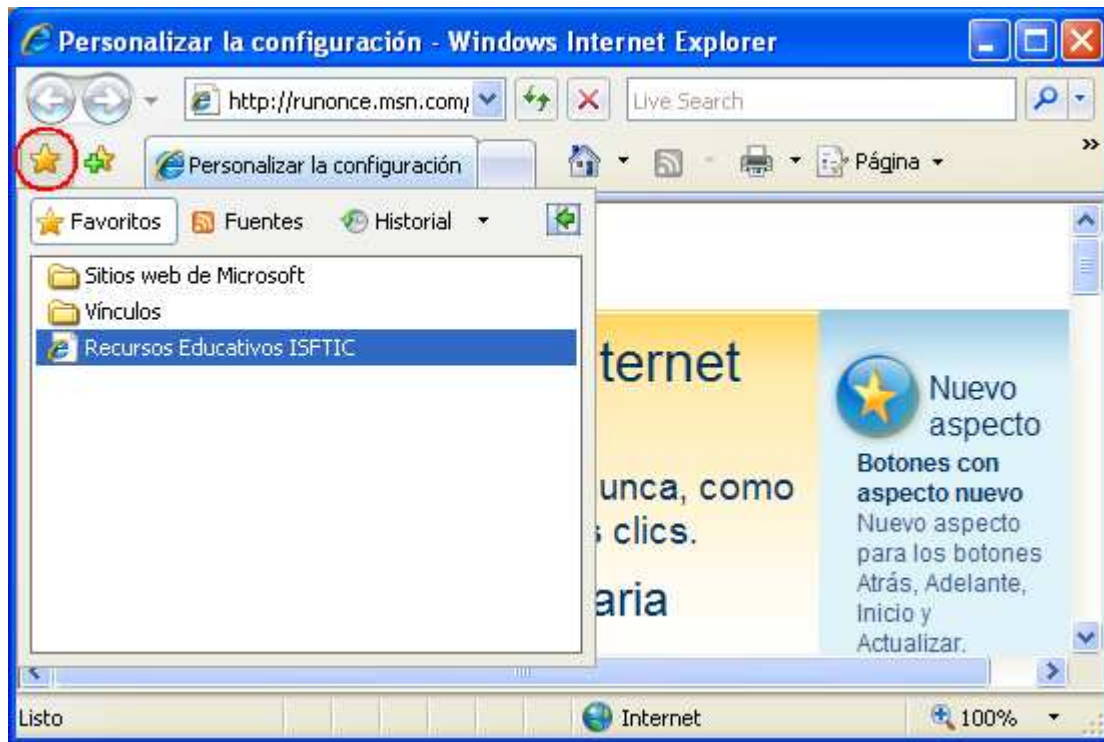 Personalizar la configuración - Windows Internet Explorer
http://runonce.msn.com/
Live Search
Personalizar la configuración
Página
»
Favoritos
Fuentes
Historial
Sitios web de Microsoft
Vínculos
Recursos Educativos ISFTIC
ternet
unca, como
s clics.
aria
Nuevo
aspecto
Botones con
aspecto nuevo
Nuevo aspecto
para los botones
Atrás, Adelante,
Inicio y
Actualizar.
Listo
Internet
100%